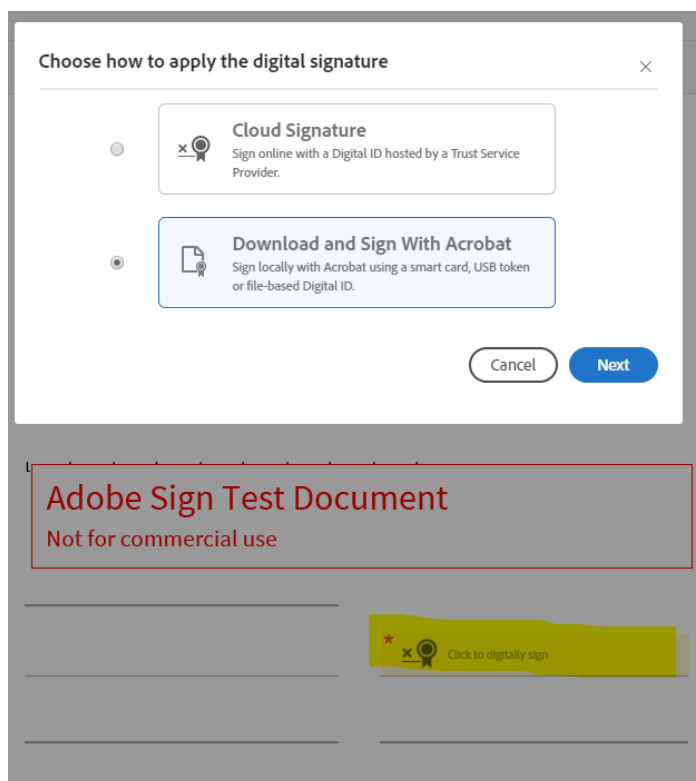 Choose how to apply the digital signature
Cloud Signature
Sign online with a Digital ID hosted by a Trust Service
Provider.
Download and Sign With Acrobat
Sign locally with Acrobat using a smart card, USB token
or file-based Digital ID.
Cancel
Next
Adobe Sign Test Document
Not for commercial use
* Click to digitally sign